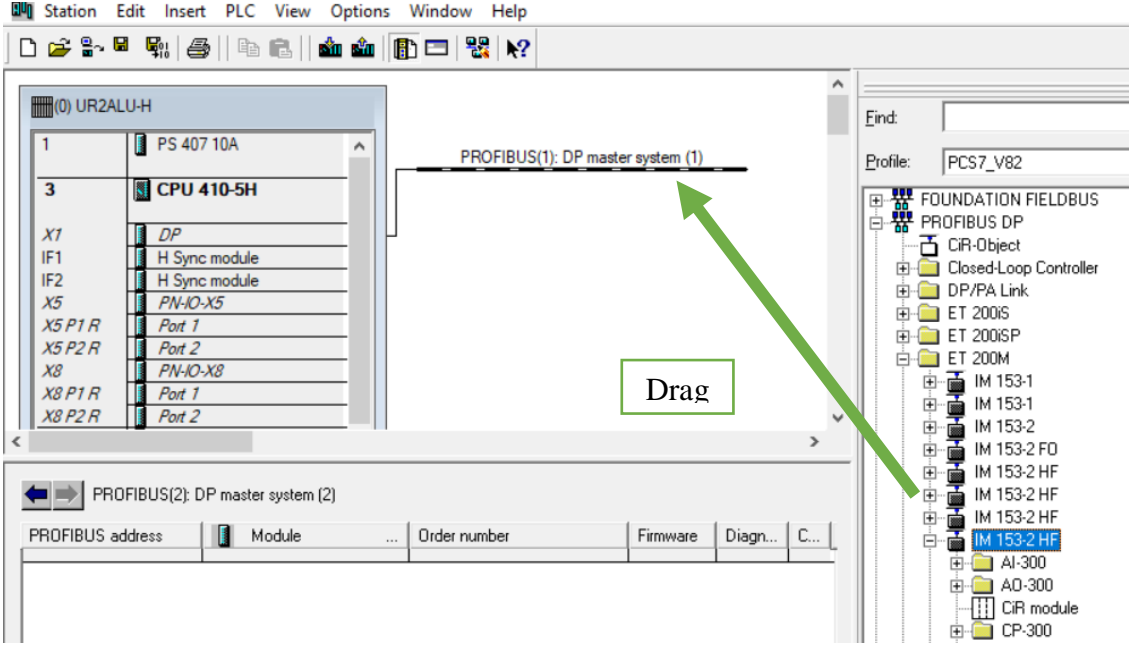 Station Edit Insert PLC View Options Window Help
(0) UR2ALU-H
1 PS 407 10A
3 CPU 410-5H
X1 DP
IF1 H Sync module
IF2 H Sync module
X5 PN-IO-X5
X5 P1 R Port 1
X5 P2 R Port 2
X8 PN-IO-X8
X8 P1 R Port 1
X8 P2 R Port 2
PROFIBUS(1): DP master system (1)
Drag
PROFIBUS(2): DP master system (2)
PROFIBUS address Module ... Order number Firmware Diagn... C...
Find:
Profile: PCS7_V82
FOUNDATION FIELDBUS
PROFIBUS DP
CiR-Object
Closed-Loop Controller
DP/PA Link
ET 200iS
ET 200iSP
ET 200M
IM 153-1
IM 153-1
IM 153-2
IM 153-2 FO
IM 153-2 HF
IM 153-2 HF
IM 153-2 HF
IM 153-2 HF
AI-300
AO-300
CiR module
CP-300